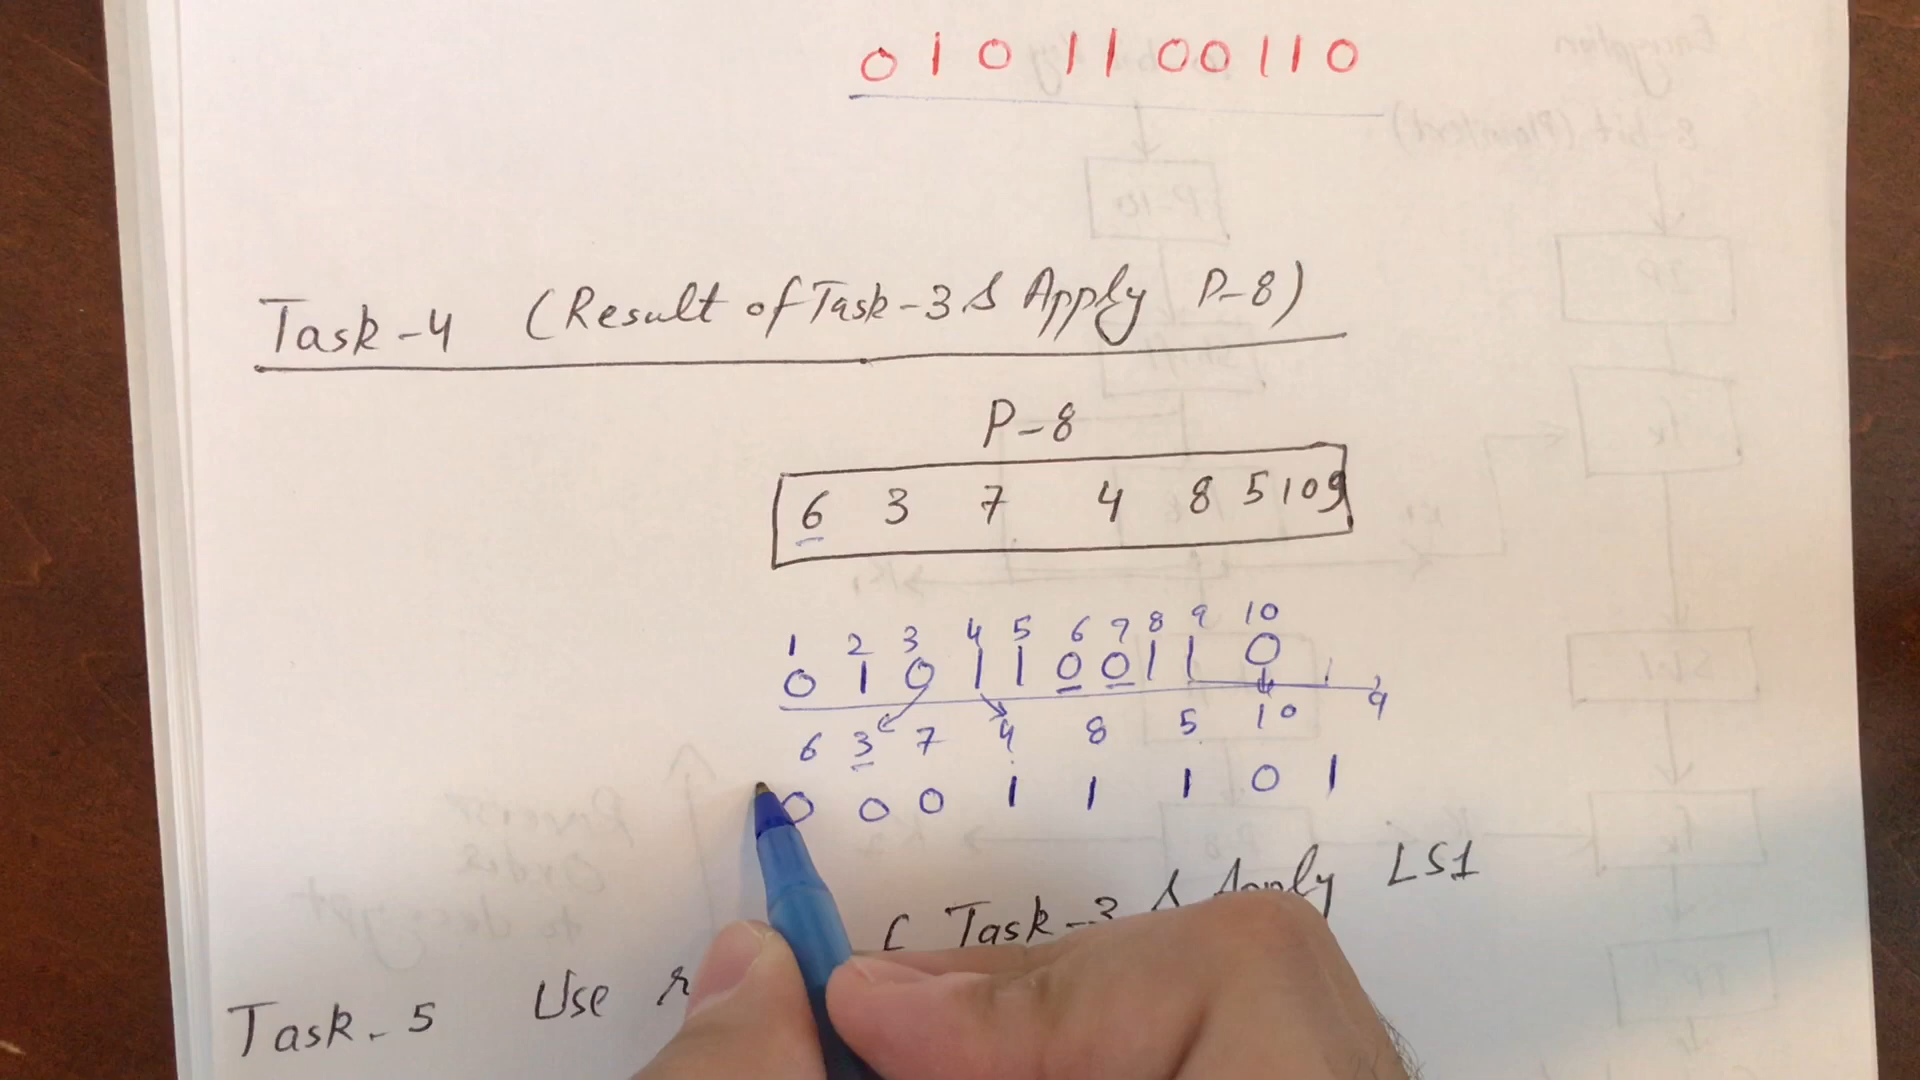 0 1 0 1 1 0 0 1 1 0
Task-4 (Result of Task-3 & Apply P-8)
P-8
6 3 7 4 8 5 10 9
1 2 3 4 5 6 7 8 9 10
0 1 0 1 1 0 0 1 1 0
6 3 7 4 8 5 10 9
0 0 0 1 1 1 0 1
Task-5 Use Task-3 & Apply LS1